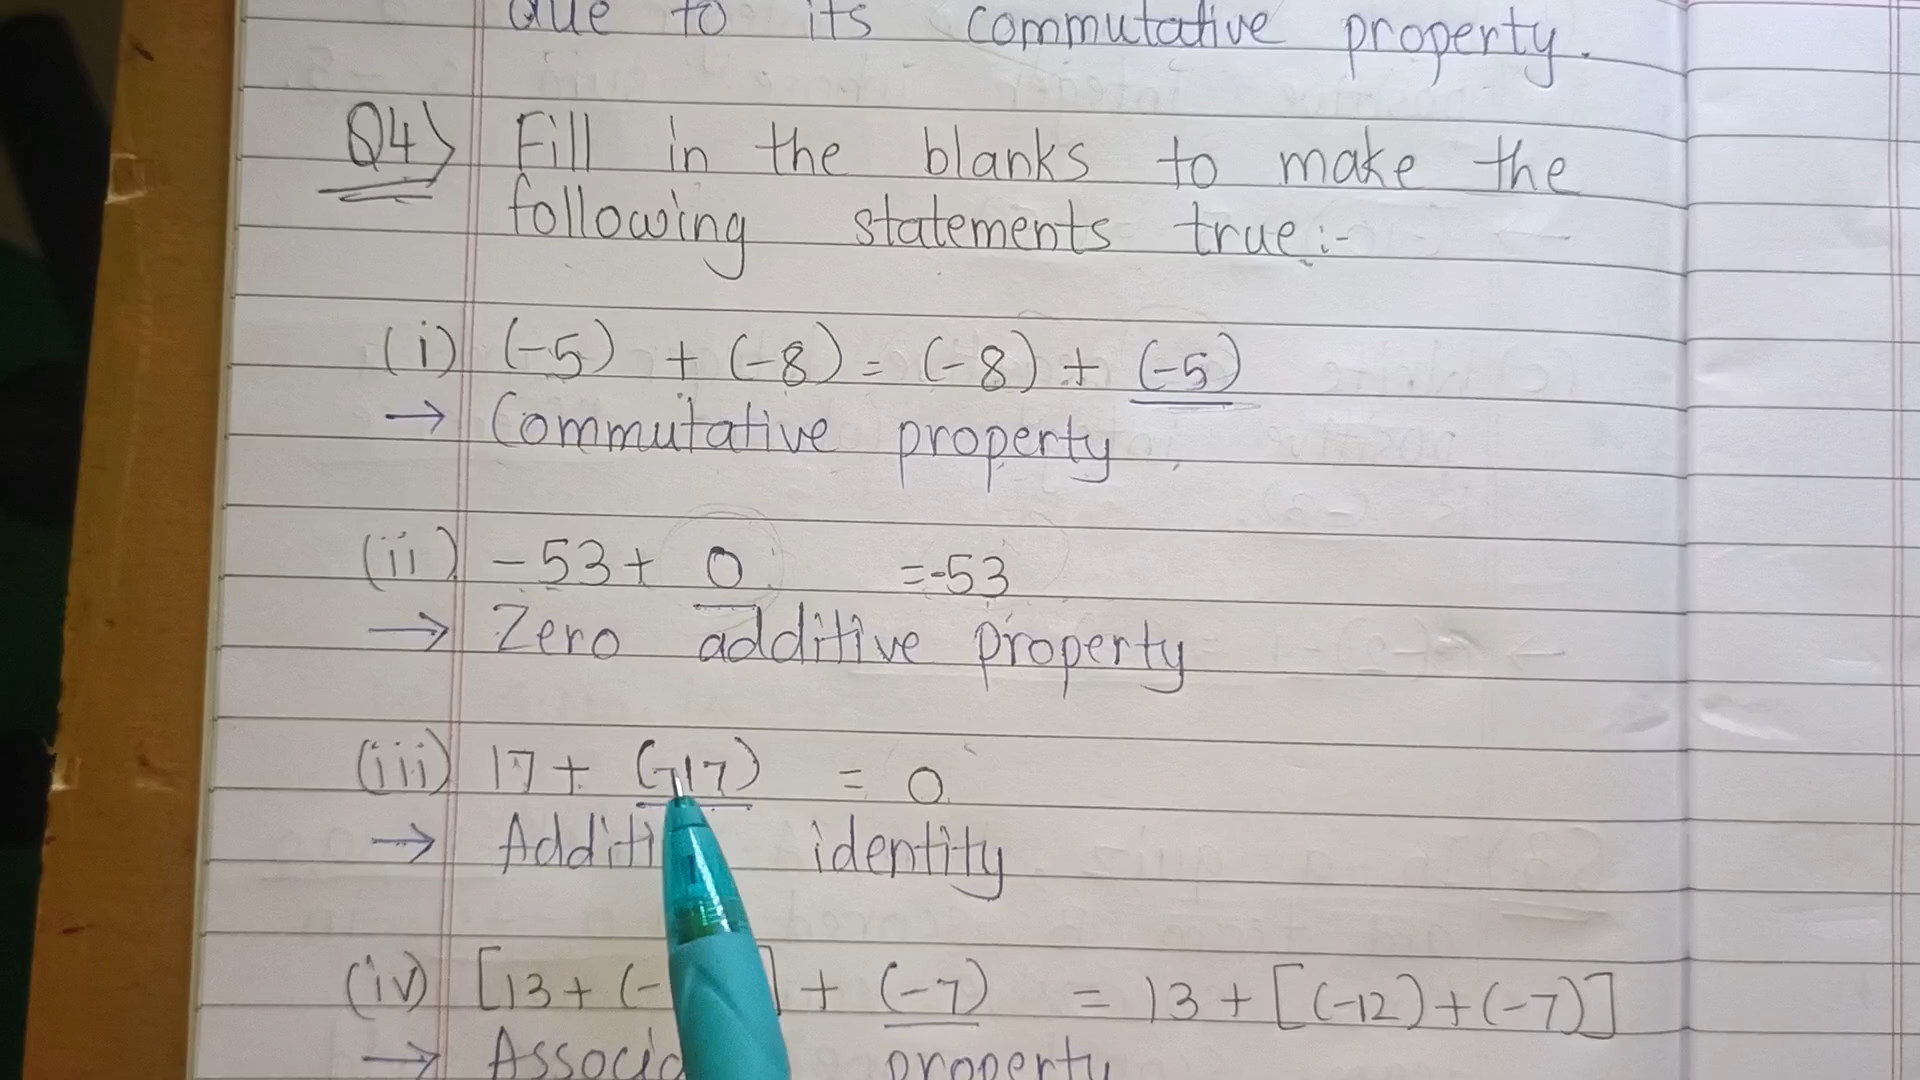 due to its commutative property.
Q4) Fill in the blanks to make the
following statements true:-
(i) (-5) + (-8) = (-8) + (-5)
→ Commutative property
(ii) -53 + 0 = -53
→ Zero additive property
(iii) 17 + (-17) = 0
→ identity
(iv) [13 + (- ] + (-7) = 13 + [(-12) + (-7)]
→ property